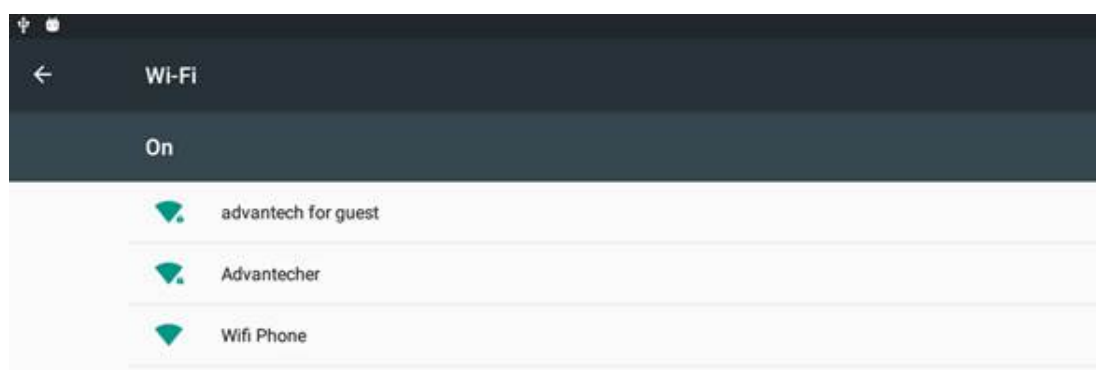 Wi-Fi
On
advantech for guest
Advantecher
Wifi Phone